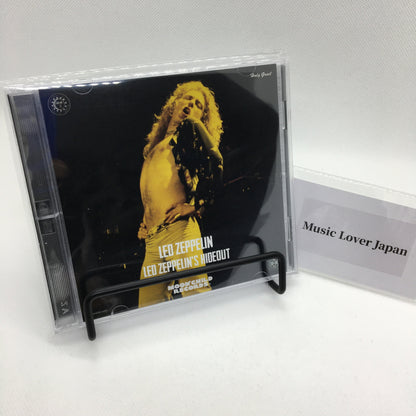 Holy Grail
LED ZEPPELIN
LED ZEPPELIN'S HIDEOUT
MOONCHILD
RECORDS
Music Lover Japan